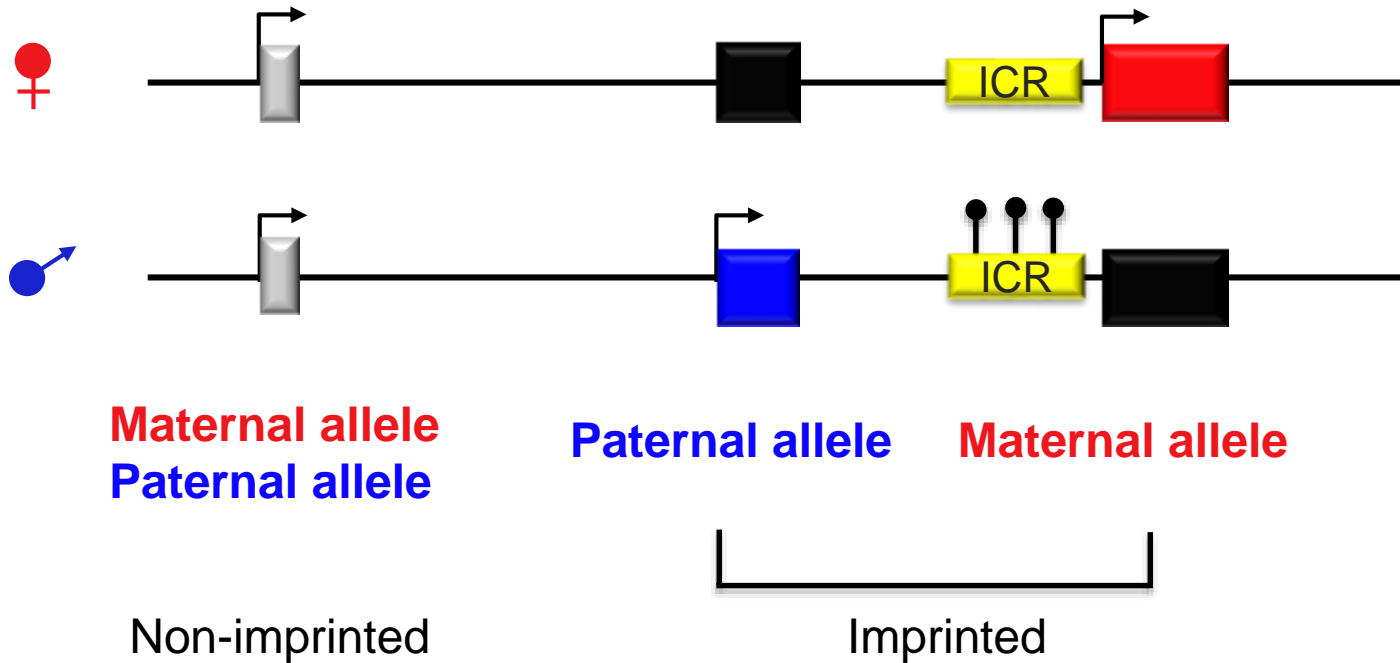 ICR
ICR
Maternal allele
Paternal allele
Paternal allele
Maternal allele
Non-imprinted
Imprinted